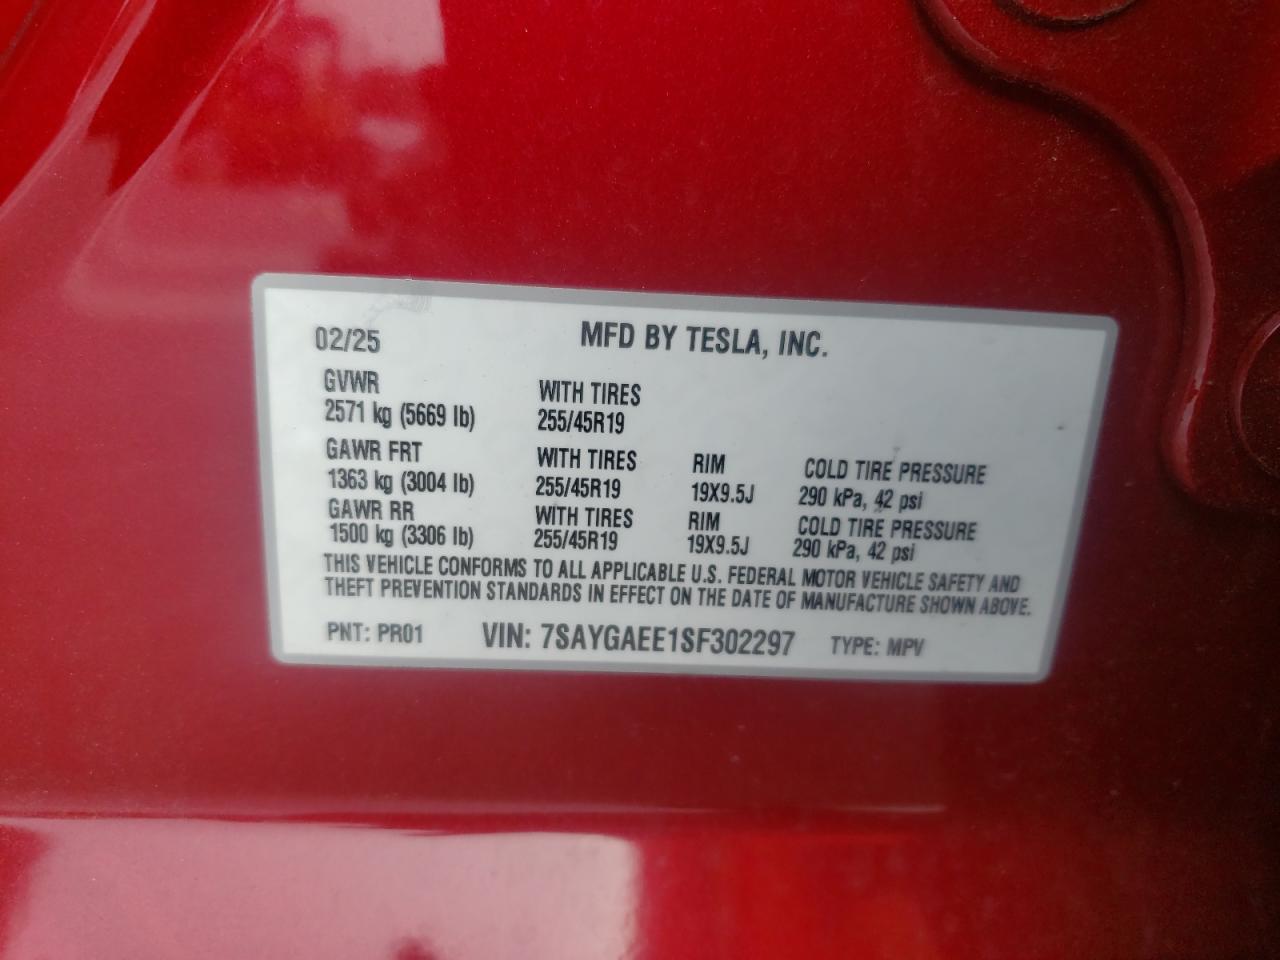 02/25 MFD BY TESLA, INC.
GVWR WITH TIRES
2571 kg (5669 lb) 255/45R19
GAWR FRT WITH TIRES RIM COLD TIRE PRESSURE
1363 kg (3004 lb) 255/45R19 19X9.5J 290 kPa, 42 psi
GAWR RR WITH TIRES RIM COLD TIRE PRESSURE
1500 kg (3306 lb) 255/45R19 19X9.5J 290 kPa, 42 psi
THIS VEHICLE CONFORMS TO ALL APPLICABLE U.S. FEDERAL MOTOR VEHICLE SAFETY AND
THEFT PREVENTION STANDARDS IN EFFECT ON THE DATE OF MANUFACTURE SHOWN ABOVE.
PNT: PR01 VIN: 7SAYGAEE1SF302297 TYPE: MPV